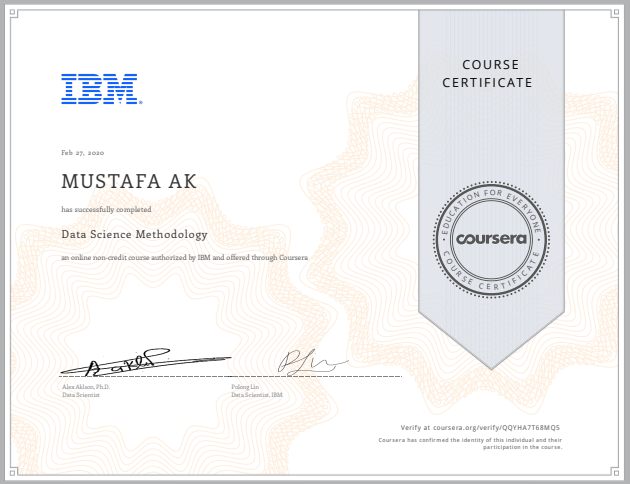 IBM®
COURSE
CERTIFICATE
Feb 27, 2020
MUSTAFA AK
has successfully completed
Data Science Methodology
an online non-credit course authorized by IBM and offered through Coursera
EDUCATION FOR EVERYONE
coursera
COURSE CERTIFICATE
Alex Aklson, Ph.D.
Data Scientist
Polong Lin
Data Scientist, IBM
Verify at coursera.org/verify/QQYHA7T68MQ5
Coursera has confirmed the identity of this individual and their
participation in the course.